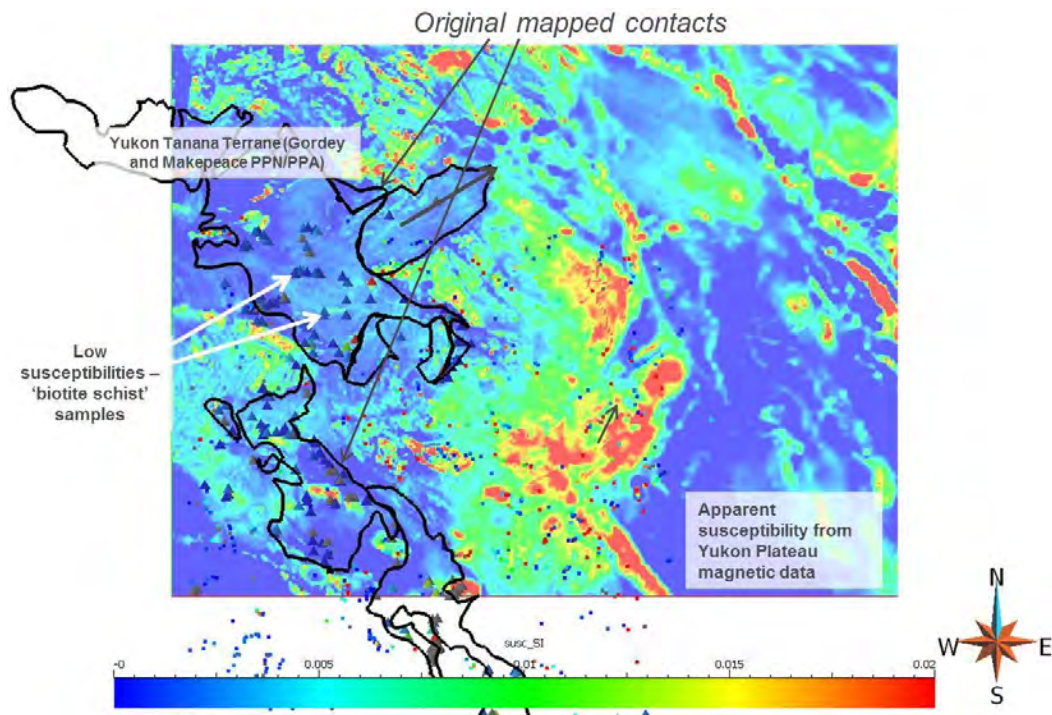 Original mapped contacts
Yukon Tanana Terrane (Gordey
and Makepeace PPN/PPA)
Low
susceptibilities –
‘biotite schist’
samples
Apparent
susceptibility from
Yukon Plateau
magnetic data
N
W E
S
susc_SI
-0 0.005 0.01 0.015 0.02